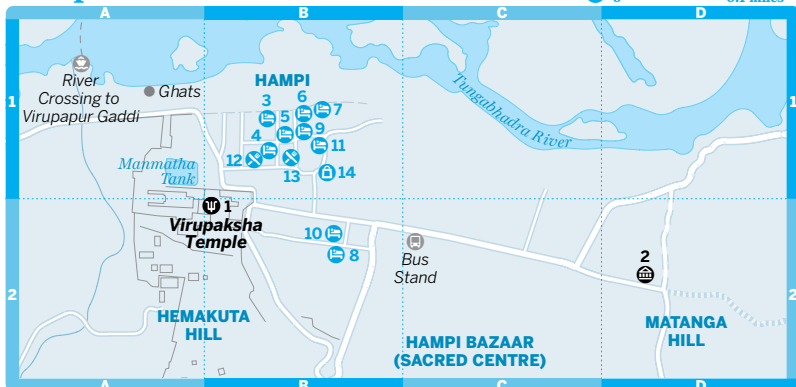 A
B
C
D
1
1
2
2
River
Crossing to
Virupapur Gaddi
Ghats
HAMPI
3
6
7
5
9
4
11
12
13
14
Tungabhadra River
Manmatha
Tank
1
Virupaksha
Temple
10
8
Bus
Stand
2
HEMAKUTA
HILL
HAMPI BAZAAR
(SACRED CENTRE)
MATANGA
HILL
A
B
C
D